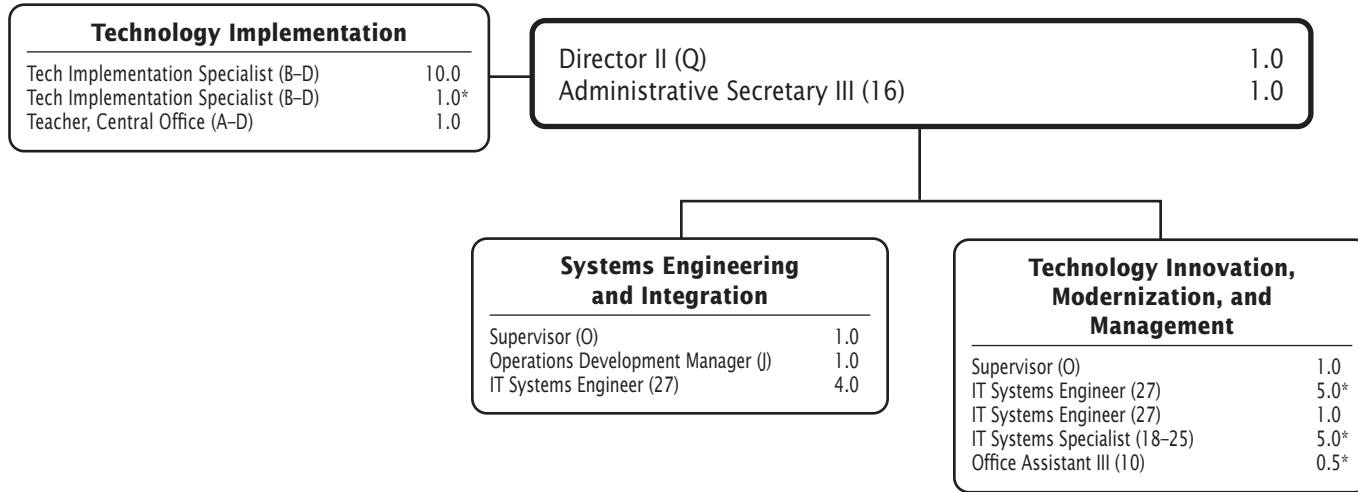 Technology Implementation
Tech Implementation Specialist (B–D) 10.0
Tech Implementation Specialist (B–D) 1.0*
Teacher, Central Office (A–D) 1.0
Director II (Q) 1.0
Administrative Secretary III (16) 1.0
Systems Engineering
and Integration
Supervisor (O) 1.0
Operations Development Manager (J) 1.0
IT Systems Engineer (27) 4.0
Technology Innovation,
Modernization, and
Management
Supervisor (O) 1.0
IT Systems Engineer (27) 5.0*
IT Systems Engineer (27) 1.0
IT Systems Specialist (18–25) 5.0*
Office Assistant III (10) 0.5*